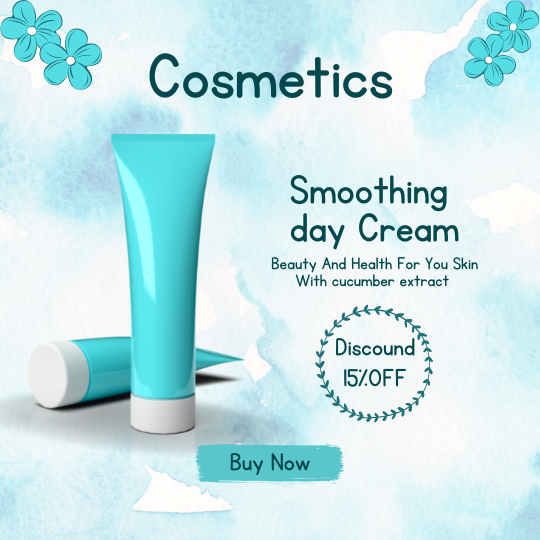 Cosmetics
Smoothing
day Cream
Beauty And Health For You Skin
With cucumber extract
Discound
15%OFF
Buy Now